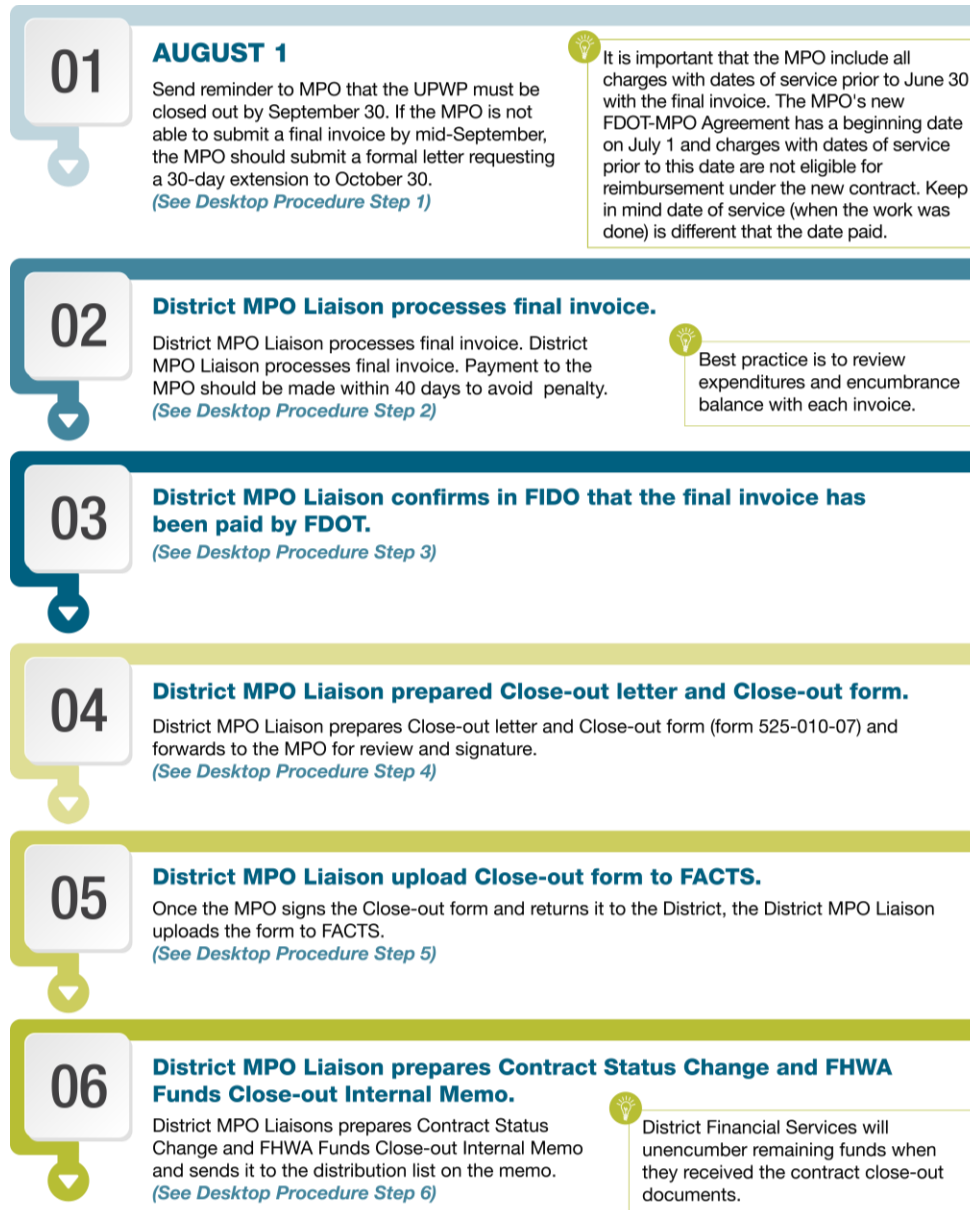 01
AUGUST 1
Send reminder to MPO that the UPWP must be
closed out by September 30. If the MPO is not
able to submit a final invoice by mid-September,
the MPO should submit a formal letter requesting
a 30-day extension to October 30.
(See Desktop Procedure Step 1)
It is important that the MPO include all
charges with dates of service prior to June 30
with the final invoice. The MPO's new
FDOT-MPO Agreement has a beginning date
on July 1 and charges with dates of service
prior to this date are not eligible for
reimbursement under the new contract. Keep
in mind date of service (when the work was
done) is different that the date paid.
02
District MPO Liaison processes final invoice.
District MPO Liaison processes final invoice. District
MPO Liaison processes final invoice. Payment to the
MPO should be made within 40 days to avoid  penalty.
(See Desktop Procedure Step 2)
Best practice is to review
expenditures and encumbrance
balance with each invoice.
03
District MPO Liaison confirms in FIDO that the final invoice has
been paid by FDOT.
(See Desktop Procedure Step 3)
04
District MPO Liaison prepared Close-out letter and Close-out form.
District MPO Liaison prepares Close-out letter and Close-out form (form 525-010-07) and
forwards to the MPO for review and signature.
(See Desktop Procedure Step 4)
05
District MPO Liaison upload Close-out form to FACTS.
Once the MPO signs the Close-out form and returns it to the District, the District MPO Liaison
uploads the form to FACTS.
(See Desktop Procedure Step 5)
06
District MPO Liaison prepares Contract Status Change and FHWA
Funds Close-out Internal Memo.
District MPO Liaisons prepares Contract Status
Change and FHWA Funds Close-out Internal Memo
and sends it to the distribution list on the memo.
(See Desktop Procedure Step 6)
District Financial Services will
unencumber remaining funds when
they received the contract close-out
documents.